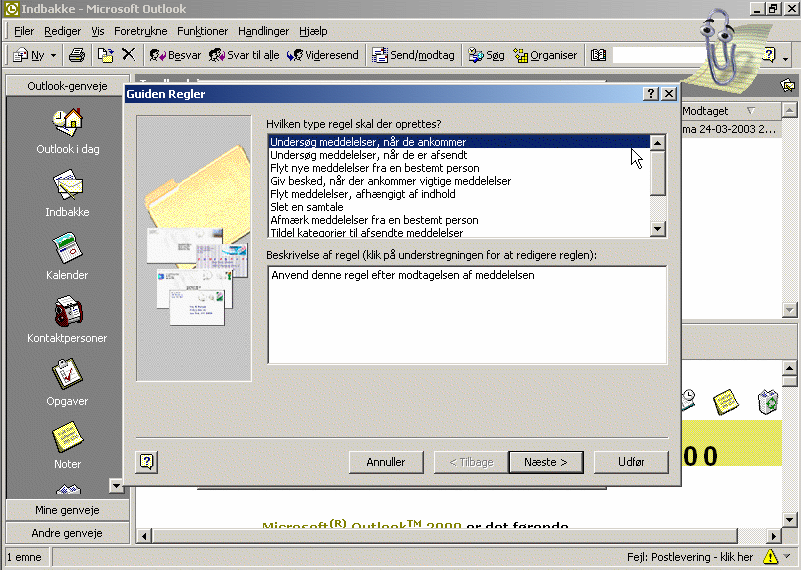 Indbakke - Microsoft Outlook
Filer Rediger Vis Foretrukne Funktioner Handlinger Hjælp
Ny Besvar Svar til alle Videresend Send/modtag Søg Organiser
Outlook-genveje
Modtaget
ma 24-03-2003 2...
Outlook i dag
Indbakke
Kalender
Kontaktpersoner
Opgaver
Noter
Mine genveje
Andre genveje
Guiden Regler
Hvilken type regel skal der oprettes?
Undersøg meddelelser, når de ankommer
Undersøg meddelelser, når de er afsendt
Flyt nye meddelelser fra en bestemt person
Giv besked, når der ankommer vigtige meddelelser
Flyt meddelelser, afhængigt af indhold
Slet en samtale
Afmærk meddelelser fra en bestemt person
Tildel kategorier til afsendte meddelelser
Beskrivelse af regel (klik på understregningen for at redigere reglen):
Anvend denne regel efter modtagelsen af meddelelsen
Annuller < Tilbage Næste > Udfør
00
Microsoft(R) Outlook™ 2000 er det førende
1 emne Fejl: Postlevering - klik her